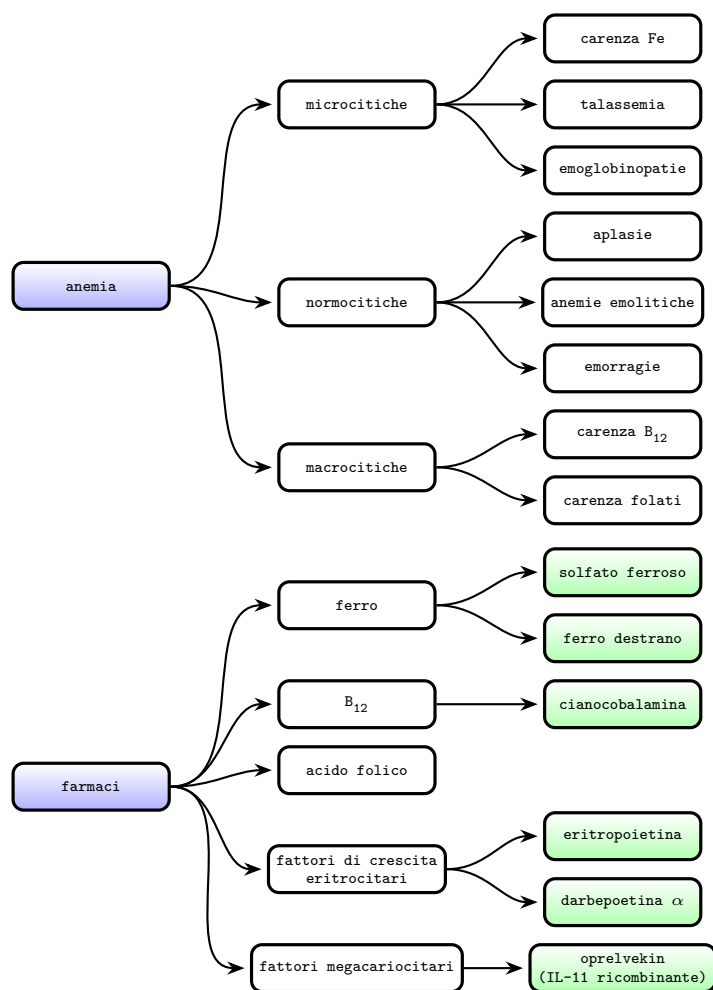 carenza Fe
microcitiche
talassemia
emoglobinopatie
aplasie
anemia
normocitiche
anemie emolitiche
emorragie
carenza B12
macrocitiche
carenza folati
solfato ferroso
ferro
ferro destrano
B12
cianocobalamina
acido folico
farmaci
eritropoietina
fattori di crescita
eritrocitari
darbepoetina α
fattori megacariocitari
oprelvekin
(IL-11 ricombinante)